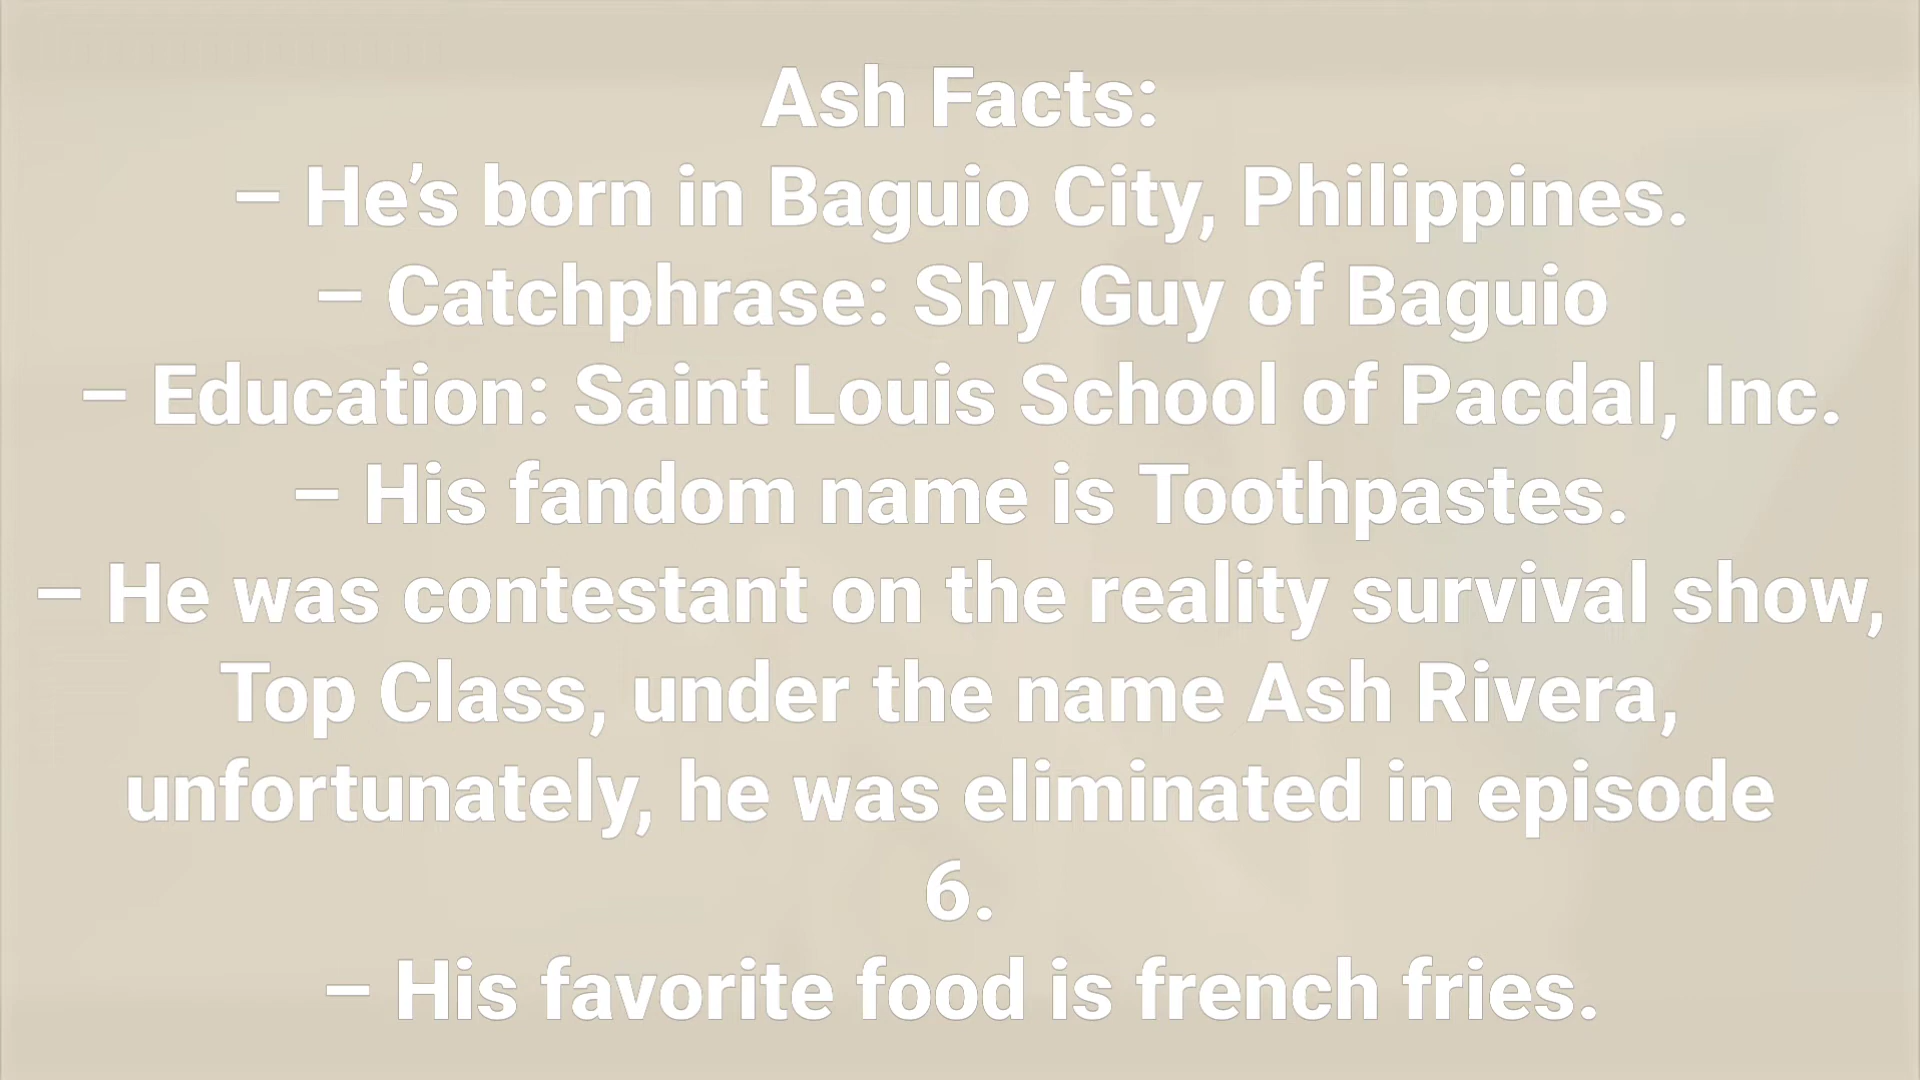 Ash Facts:
– He’s born in Baguio City, Philippines.
– Catchphrase: Shy Guy of Baguio
– Education: Saint Louis School of Pacdal, Inc.
– His fandom name is Toothpastes.
– He was contestant on the reality survival show,
Top Class, under the name Ash Rivera,
unfortunately, he was eliminated in episode
6.
– His favorite food is french fries.